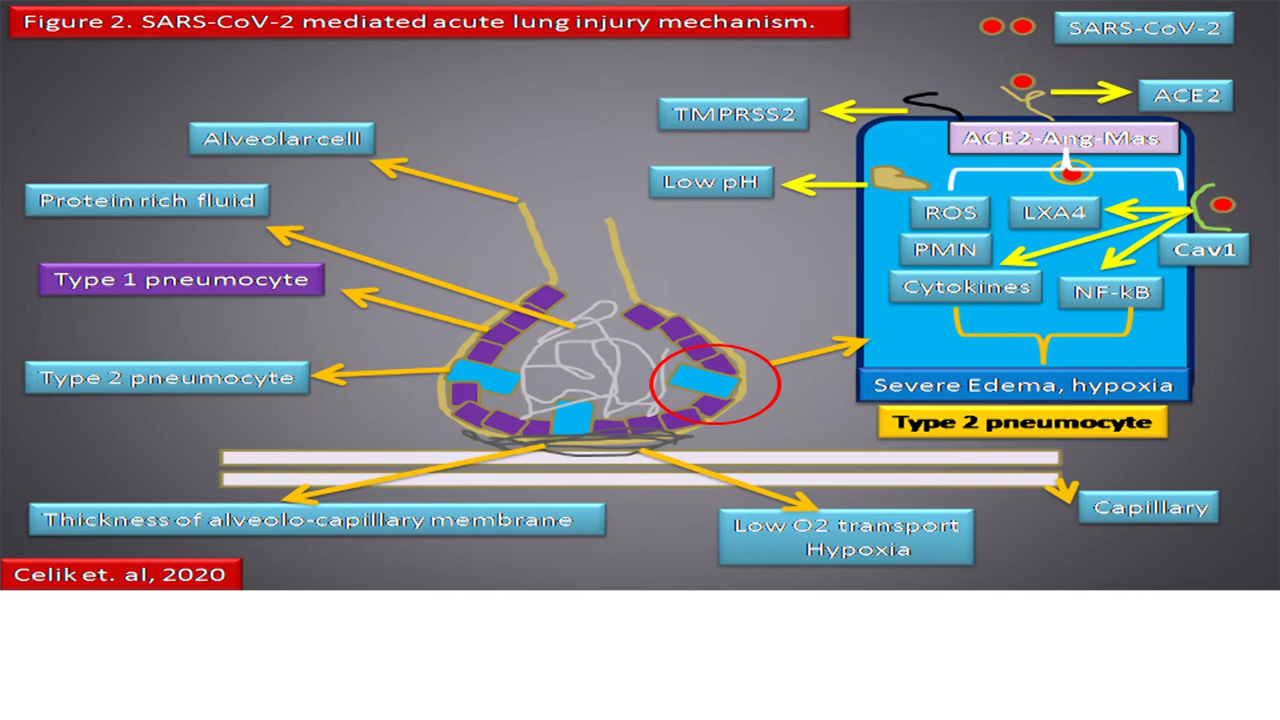 Figure 2. SARS-CoV-2 mediated acute lung injury mechanism.
SARS-CoV-2
ACE2
TMPRSS2
ACE2-Ang-Mas
Alveolar cell
Low pH
Protein rich fluid
ROS
LXA4
PMN
Cav1
Type 1 pneumocyte
Cytokines
NF-kB
Type 2 pneumocyte
Severe Edema, hypoxia
Type 2 pneumocyte
Thickness of alveolo-capillary membrane
Low O2 transport
Hypoxia
Capillary
Celik et. al, 2020